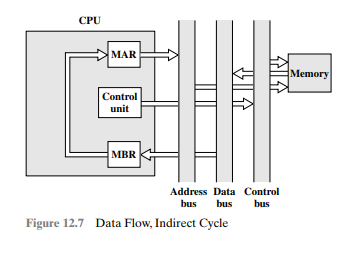 CPU
MAR
Memory
Control
unit
MBR
Address Data Control
bus bus bus
Figure 12.7 Data Flow, Indirect Cycle